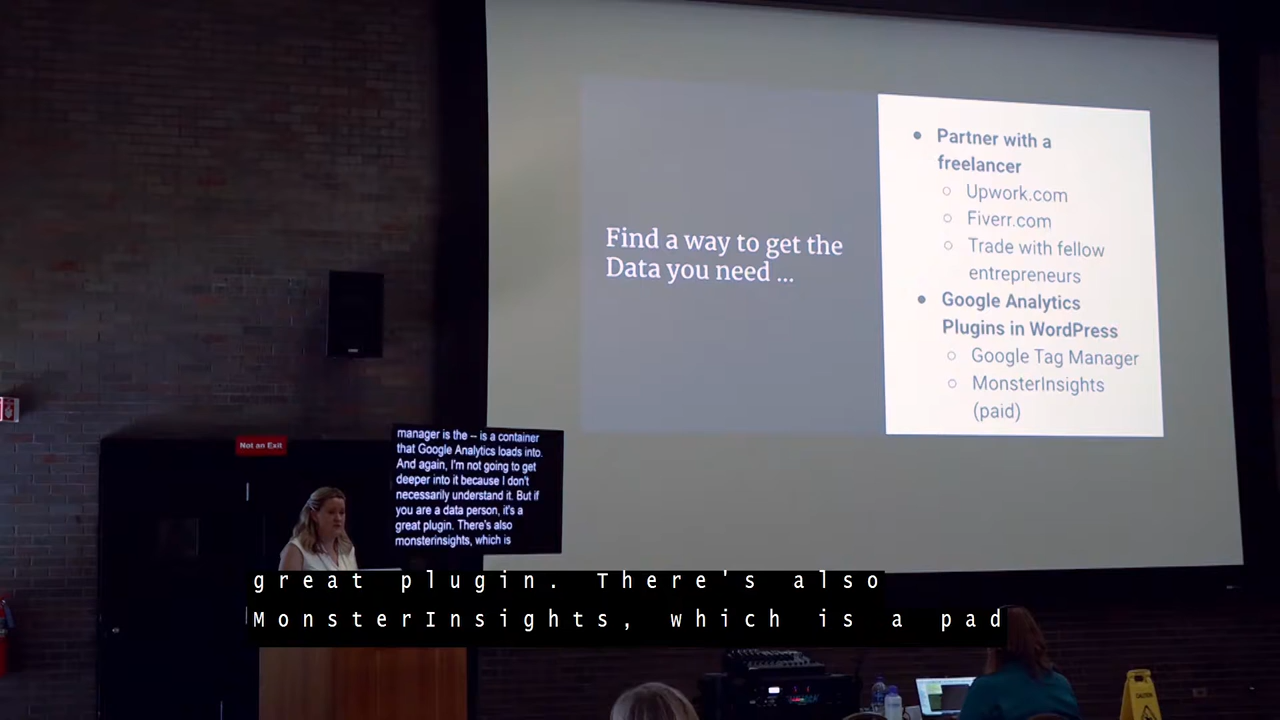 Find a way to get the
Data you need ...
● Partner with a
freelancer
○ Upwork.com
○ Fiverr.com
○ Trade with fellow
entrepreneurs
● Google Analytics
Plugins in WordPress
○ Google Tag Manager
○ MonsterInsights
(paid)
Not an Exit
manager is the -- is a container
that Google Analytics loads into.
And again, I'm not going to get
deeper into it because I don't
necessarily understand it. But if
you are a data person, it's a
great plugin. There's also
monsterinsights, which is
great plugin. There's also
MonsterInsights, which is a pad
CAUTION